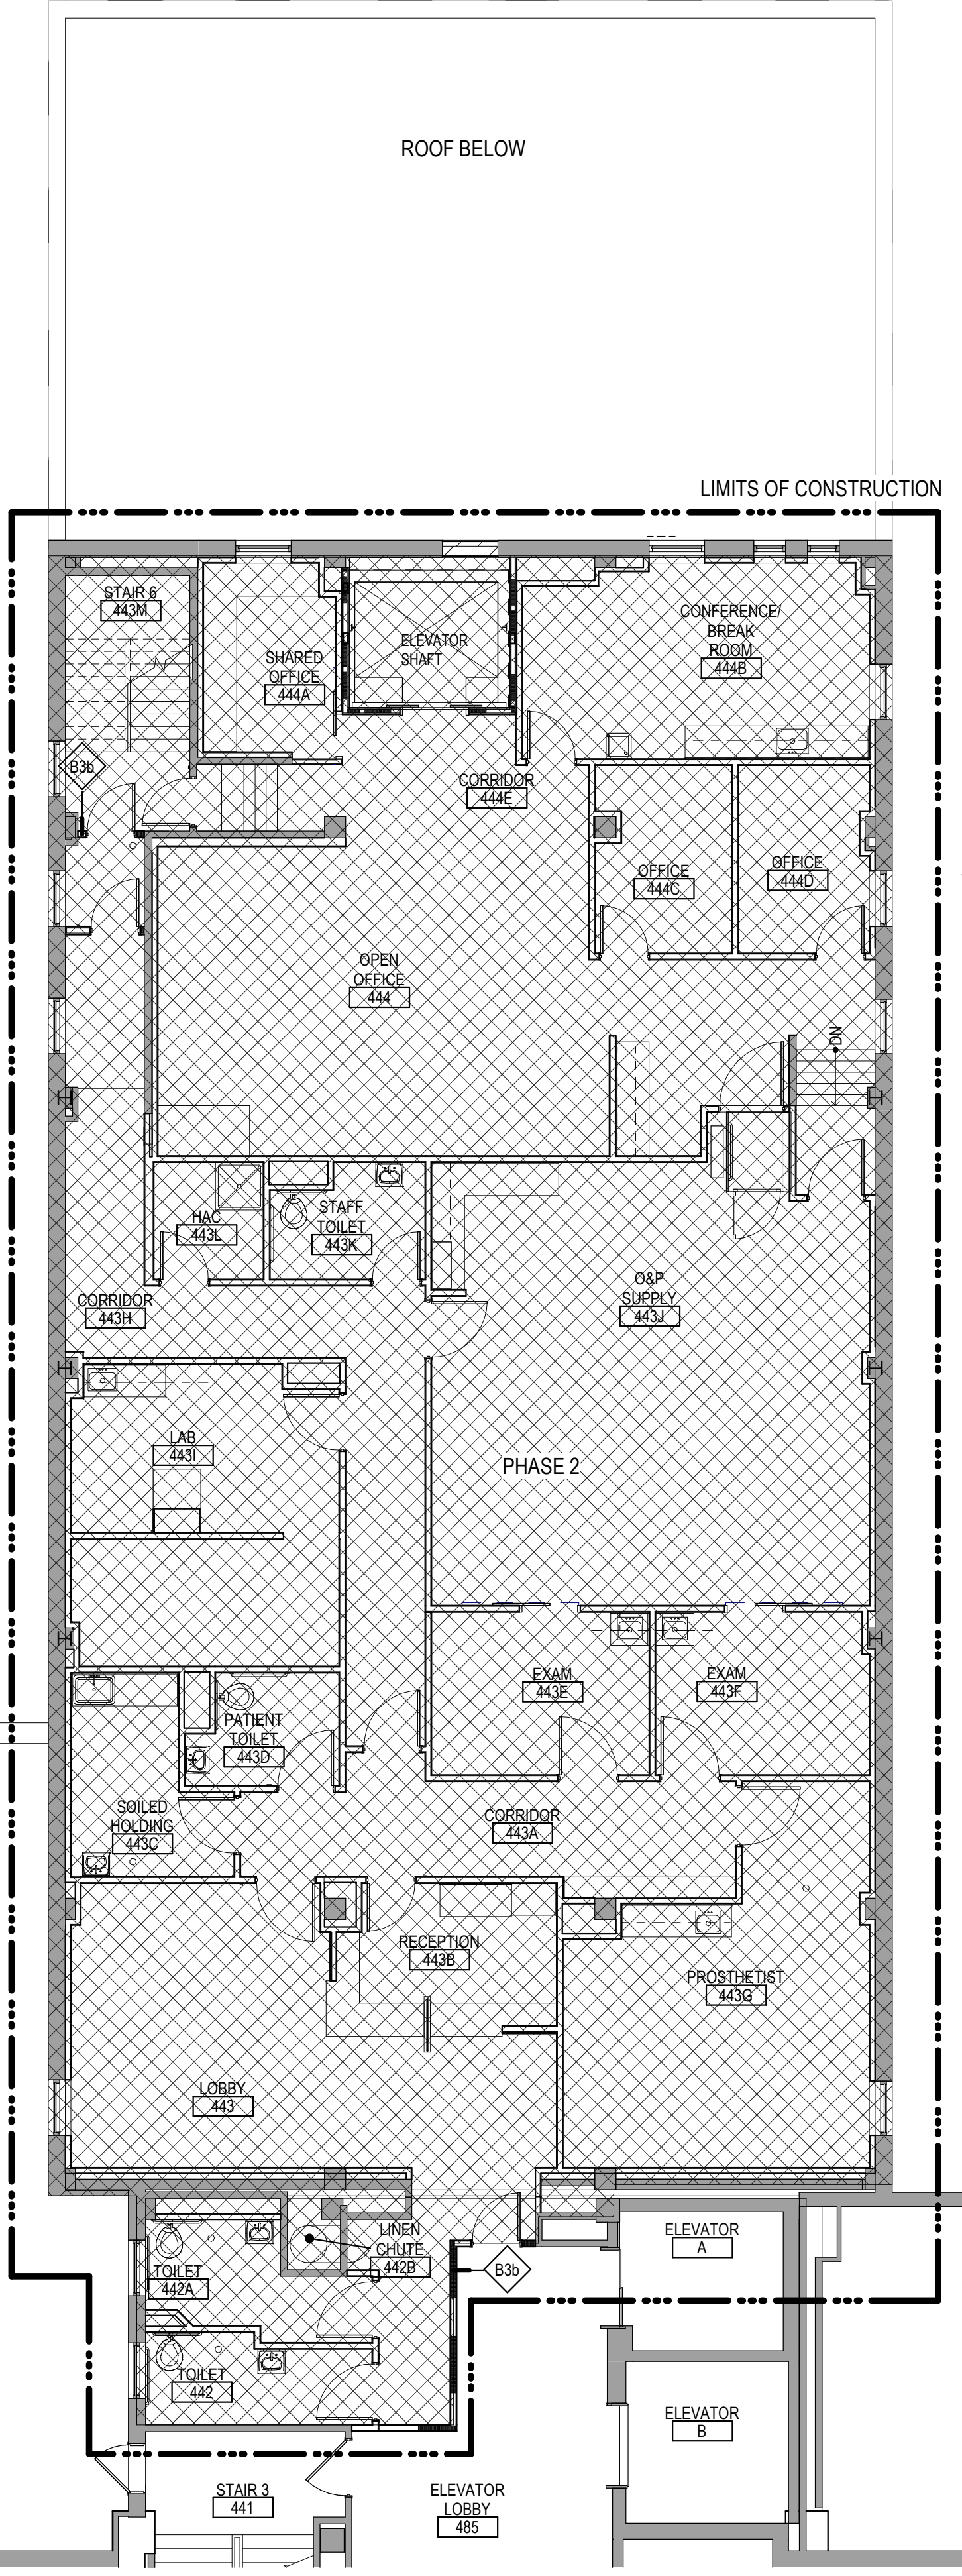 ROOF BELOW
LIMITS OF CONSTRUCTION
STAIR 6
443M
CONFERENCE/
BREAK
ROOM
444B
ELEVATOR
SHAFT
SHARED
OFFICE
444A
B3b
CORRIDOR
444E
OFFICE
444C
OFFICE
444D
OPEN
OFFICE
444
DN
HAC
443L
STAFF
TOILET
443K
CORRIDOR
443H
O&P
SUPPLY
443J
LAB
443I
PHASE 2
EXAM
443E
EXAM
443F
PATIENT
TOILET
443D
SOILED
HOLDING
443C
CORRIDOR
443A
RECEPTION
443B
PROSTHETIST
443G
LOBBY
443
LINEN
CHUTE
442B
ELEVATOR
A
TOILET
442A
B3b
TOILET
442
ELEVATOR
B
STAIR 3
441
ELEVATOR
LOBBY
485